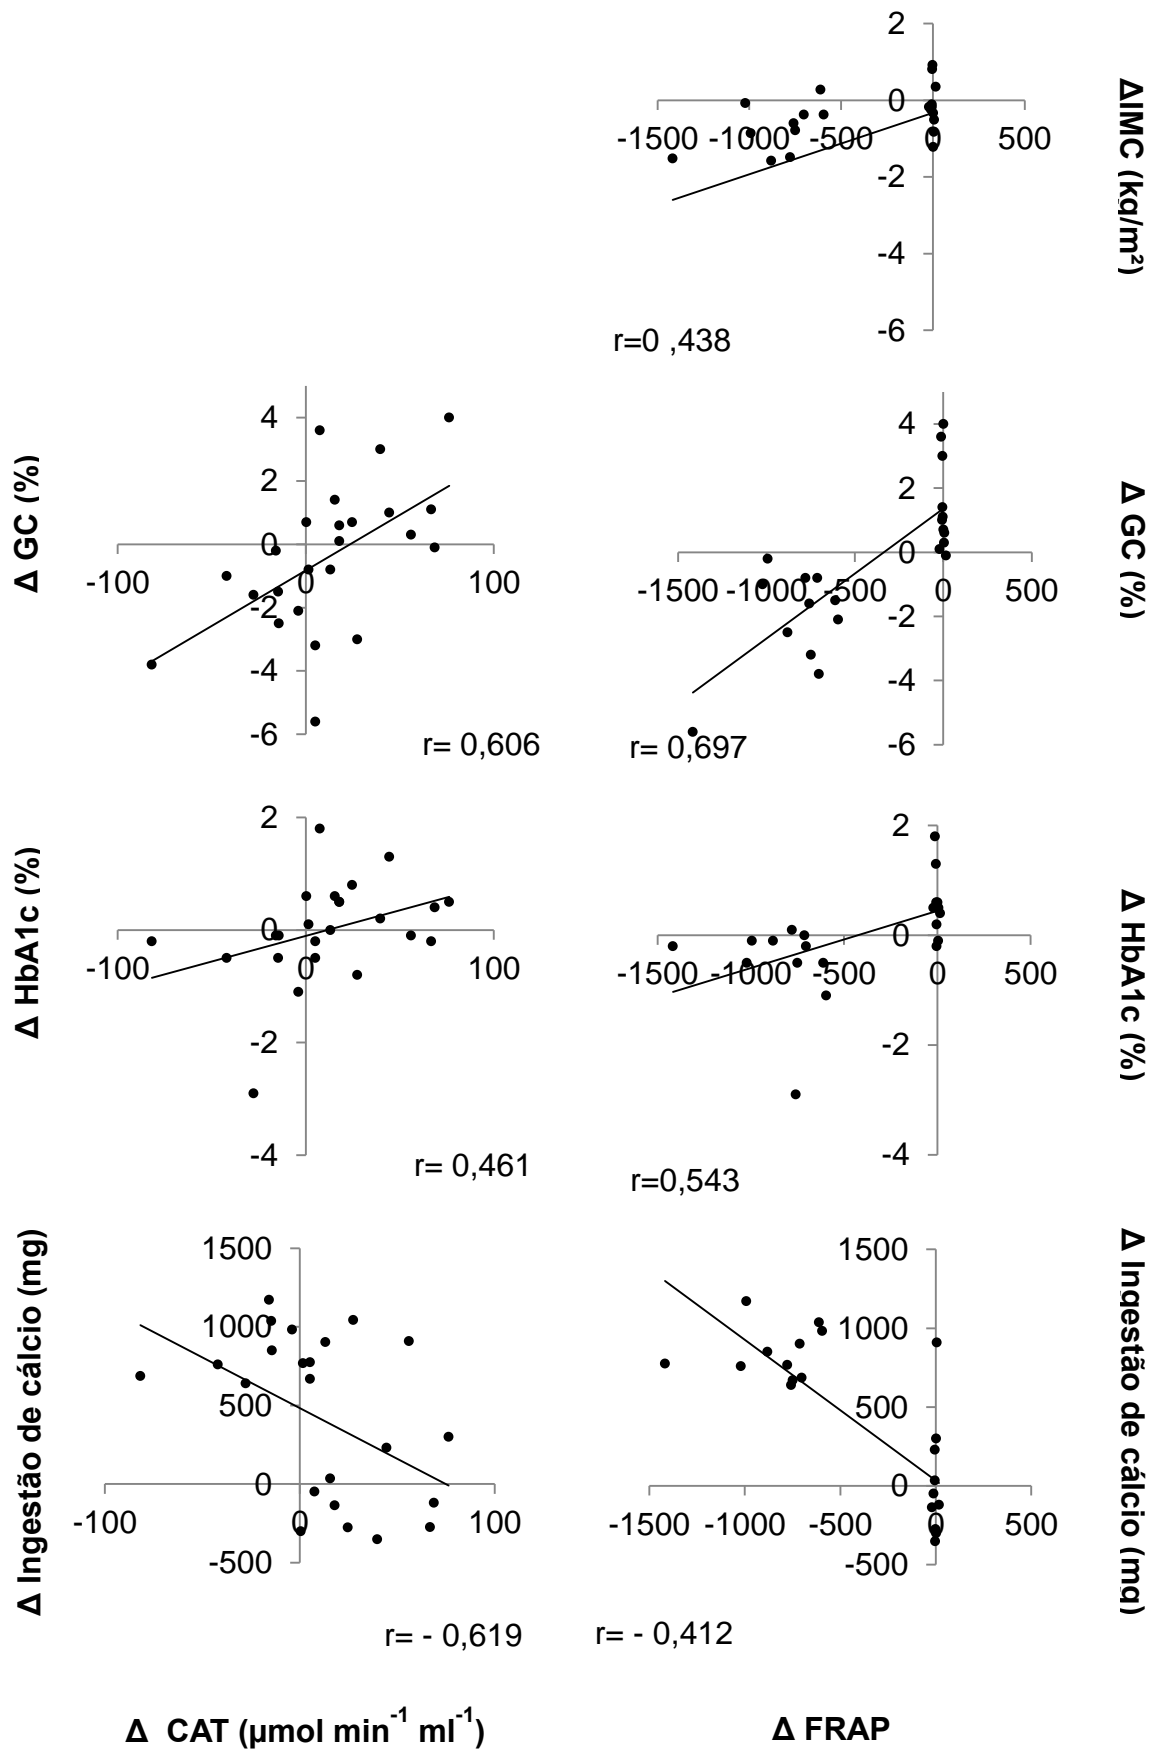 2
0
-1500 -1000 -500 0 500
-2
-4
-6
ΔIMC (kg/m²)
r=0 ,438
4
2
0
-100 0 100
-2
-4
-6
Δ GC (%)
r= 0,606
4
2
0
-1500 -1000 -500 0 500
-2
-4
-6
Δ GC (%)
r= 0,697
2
0
-100 0 100
-2
-4
Δ HbA1c (%)
r= 0,461
2
0
-1500 -1000 -500 0 500
-2
-4
Δ HbA1c (%)
r=0,543
1500
1000
500
0
-100 0 100
-500
Δ Ingestão de cálcio (mg)
r= - 0,619
1500
1000
500
0
-1500 -1000 -500 0 500
-500
Δ Ingestão de cálcio (mg)
r= - 0,412
Δ CAT (µmol min⁻¹ ml⁻¹)
Δ FRAP